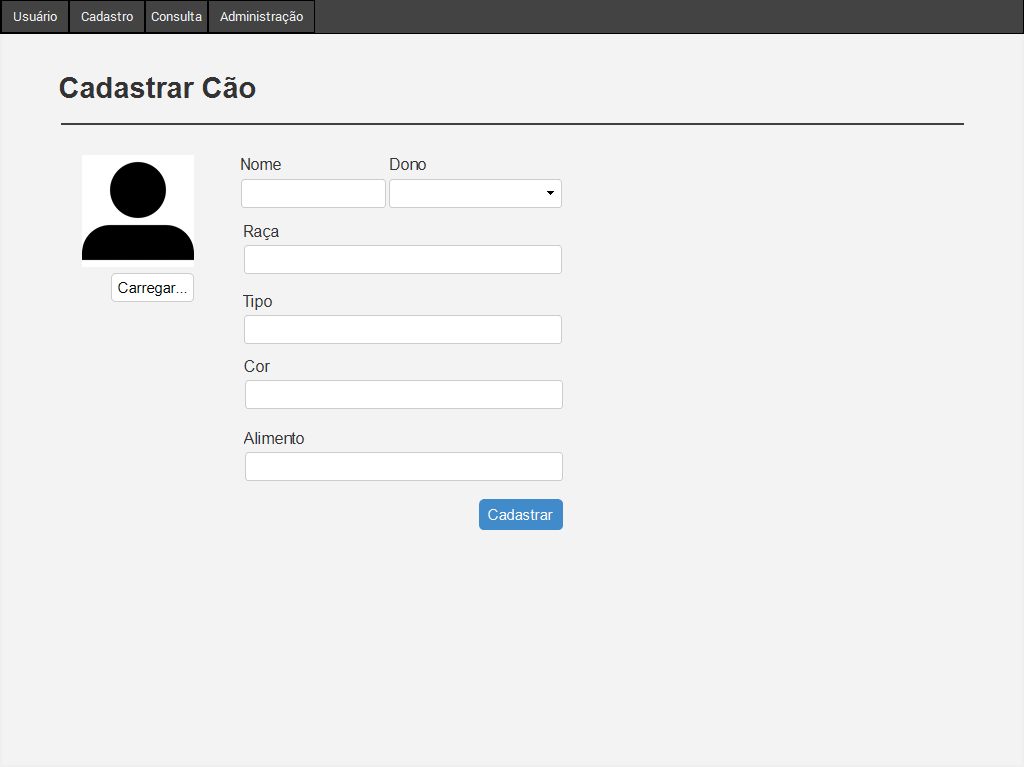 Usuário Cadastro Consulta Administração
Cadastrar Cão
Nome Dono
Raça
Carregar...
Tipo
Cor
Alimento
Cadastrar